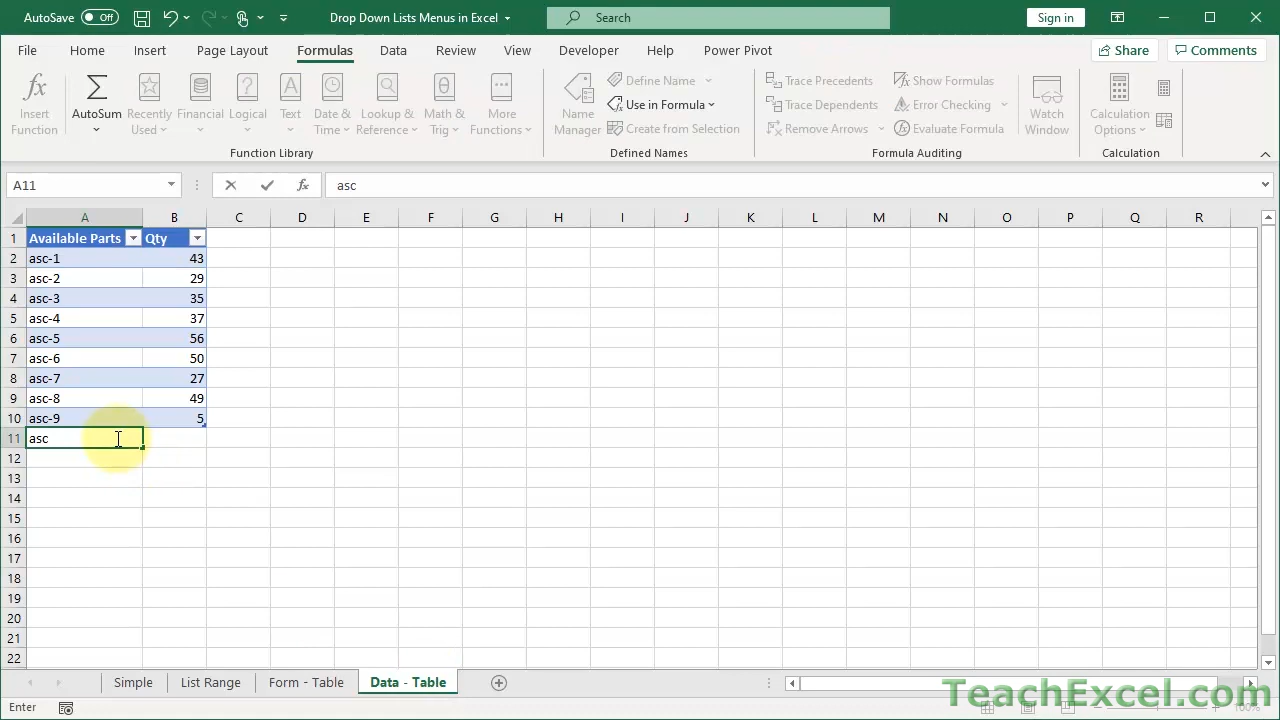 AutoSave Off
Drop Down Lists Menus in Excel
Search
Sign in
File Home Insert Page Layout Formulas Data Review View Developer Help Power Pivot
Share Comments
fx
Insert Function
AutoSum
Recently Used
Financial
Logical
Text
Date & Time
Lookup & Reference
Math & Trig
More Functions
Function Library
Name Manager
Define Name
Use in Formula
Create from Selection
Defined Names
Trace Precedents
Trace Dependents
Remove Arrows
Show Formulas
Error Checking
Evaluate Formula
Formula Auditing
Watch Window
Calculation Options
Calculation
A11 fx asc
A B C D E F G H I J K L M N O P Q R
1 Available Parts Qty
2 asc-1 43
3 asc-2 29
4 asc-3 35
5 asc-4 37
6 asc-5 56
7 asc-6 50
8 asc-7 27
9 asc-8 49
10 asc-9 5
11 asc
12
13
14
15
16
17
18
19
20
21
22
Simple List Range Form - Table Data - Table
Enter
TeachExcel.com
100%